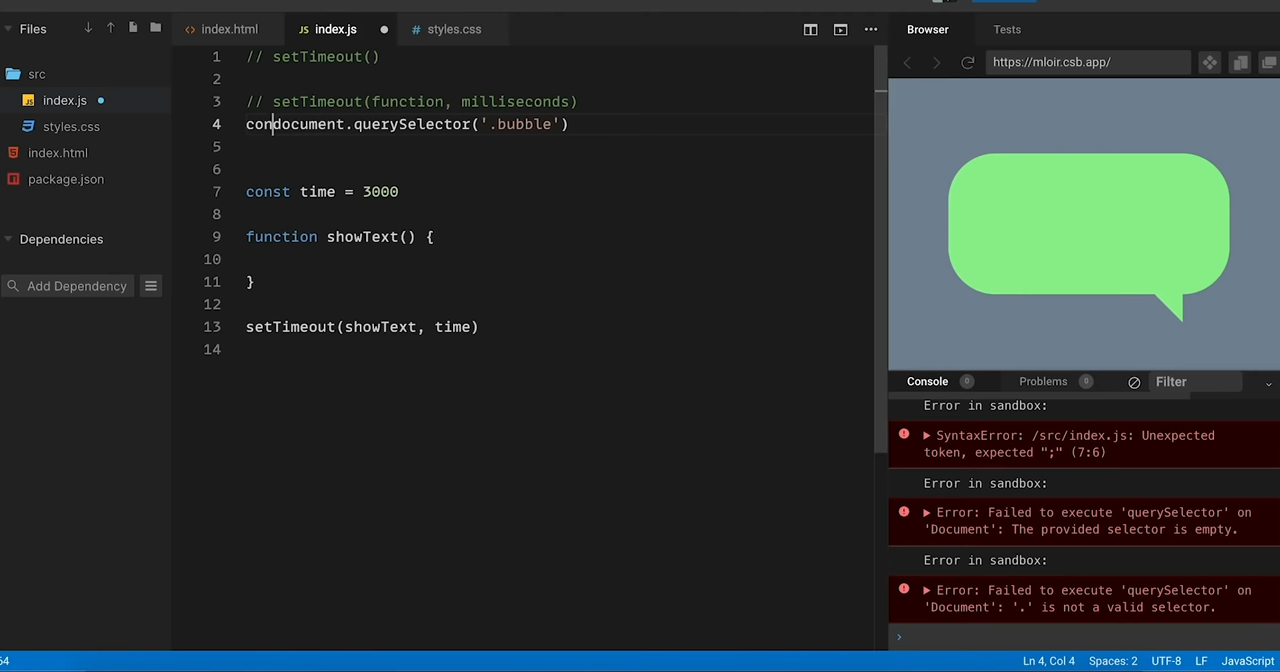 Files
index.html
JS index.js
# styles.css
src
JS index.js
styles.css
index.html
package.json
Dependencies
Add Dependency
1 // setTimeout()
2
3 // setTimeout(function, milliseconds)
4 condocument.querySelector('.bubble')
5
6
7 const time = 3000
8
9 function showText() {
10
11 }
12
13 setTimeout(showText, time)
14
Browser
Tests
https://mloir.csb.app/
Console 0
Problems 0
Filter
Error in sandbox:
SyntaxError: /src/index.js: Unexpected
token, expected ";" (7:6)
Error in sandbox:
Error: Failed to execute 'querySelector' on
'Document': The provided selector is empty.
Error in sandbox:
Error: Failed to execute 'querySelector' on
'Document': '.' is not a valid selector.
64
Ln 4, Col 4
Spaces: 2
UTF-8
LF
JavaScript